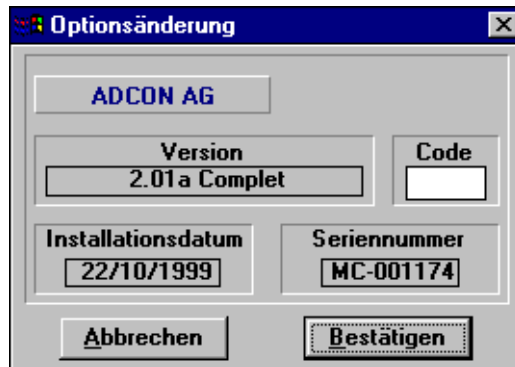 Optionsänderung
ADCON AG
Version
2.01a Complet
Code
Installationsdatum
22/10/1999
Seriennummer
MC-001174
Abbrechen
Bestätigen